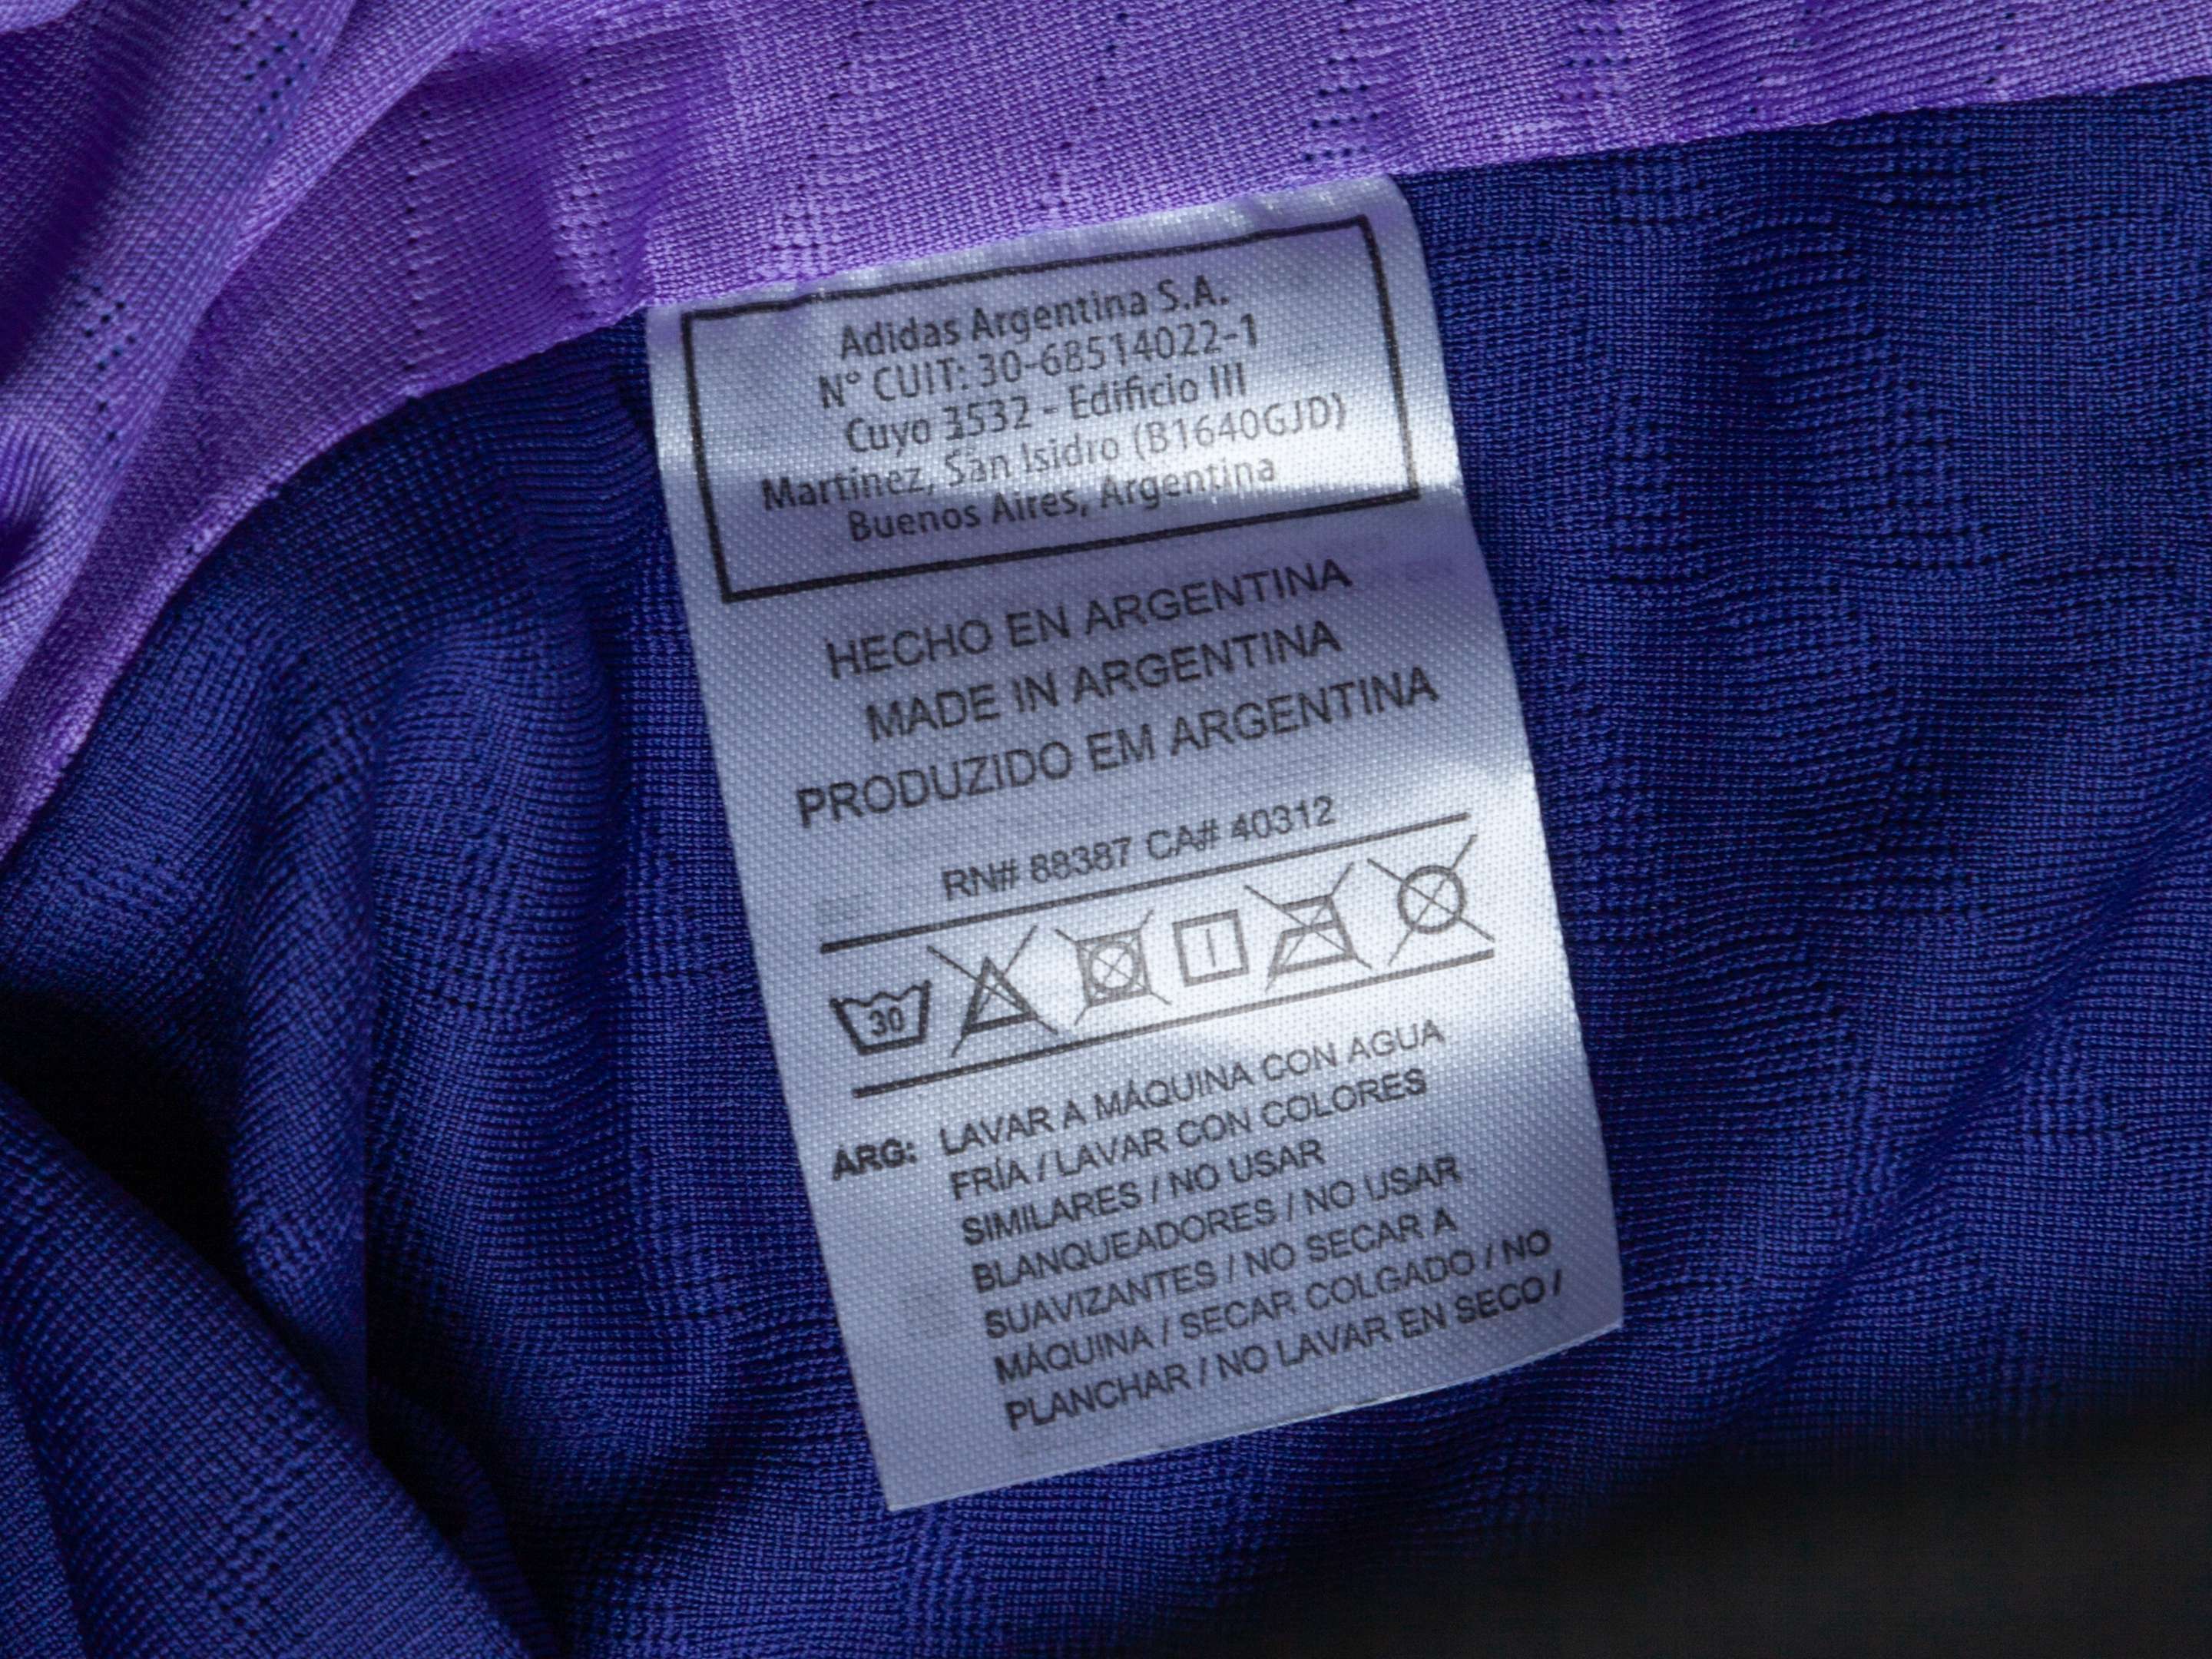 Adidas Argentina S.A.
N° CUIT: 30-68514022-1
Cuyo 3532 - Edificio III
Martínez, San Isidro (B1640GJD)
Buenos Aires, Argentina
HECHO EN ARGENTINA
MADE IN ARGENTINA
PRODUZIDO EM ARGENTINA
RN# 88387 CA# 40312
30
ARG: LAVAR A MÁQUINA CON AGUA
FRÍA / LAVAR CON COLORES
SIMILARES / NO USAR
BLANQUEADORES / NO USAR
SUAVIZANTES / NO SECAR A
MÁQUINA / SECAR COLGADO / NO
PLANCHAR / NO LAVAR EN SECO /